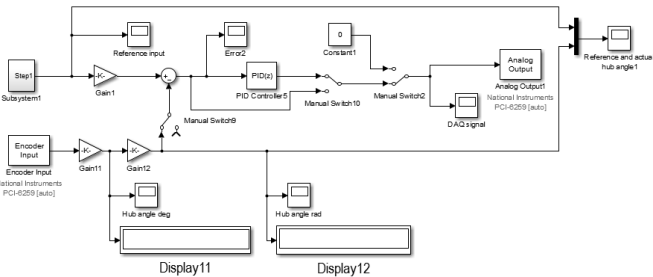 0
Constant1
Step1
Subsystem1
Reference input
-K-
Gain1
Error2
PID(z)
PID Controller5
Manual Switch10
Manual Switch2
Analog
Output
Analog Output1
National Instruments
PCI-6259 [auto]
Reference and actua
hub angle1
DAQ signal
Manual Switch9
Encoder
Input
Encoder Input
National Instruments
PCI-6259 [auto]
-K-
Gain11
-K-
Gain12
Hub angle deg
Hub angle rad
Display11
Display12